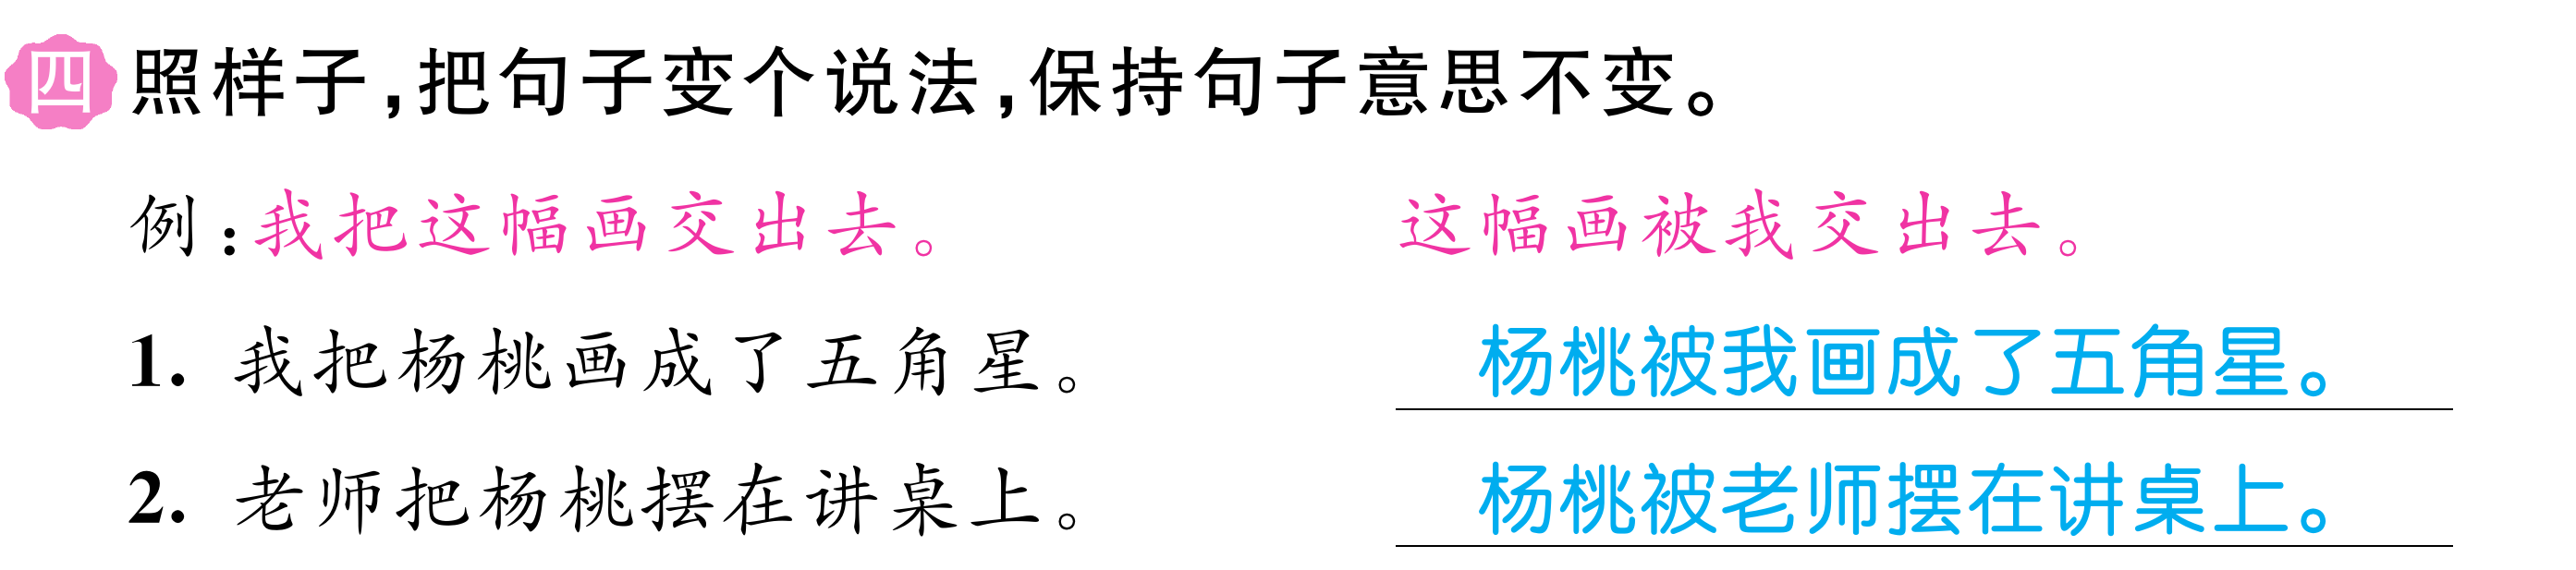 四 照样子,把句子变个说法,保持句子意思不变。
例:我把这幅画交出去。 这幅画被我交出去。
1. 我把杨桃画成了五角星。 杨桃被我画成了五角星。
2. 老师把杨桃摆在讲桌上。 杨桃被老师摆在讲桌上。